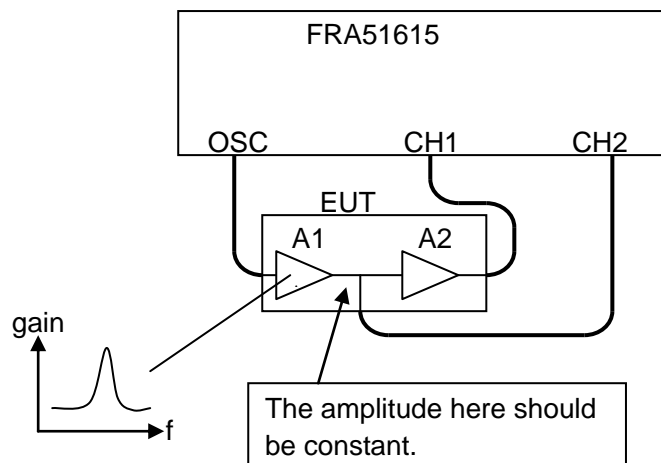 FRA51615
OSC
CH1
CH2
EUT
A1
A2
gain
f
The amplitude here should
be constant.